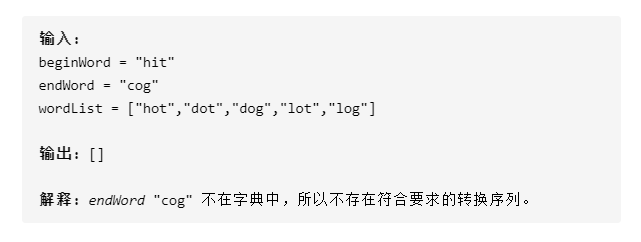 输入:
beginWord = "hit"
endWord = "cog"
wordList = ["hot","dot","dog","lot","log"]
输出: []
解释: endWord "cog" 不在字典中，所以不存在符合要求的转换序列。